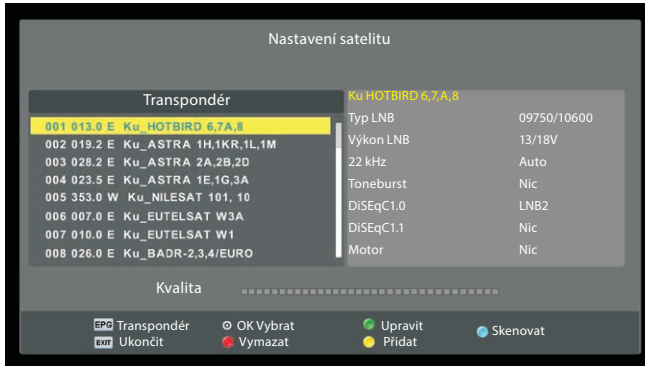 Nastavení satelitu
Transpondér
001 013.0 E Ku_HOTBIRD 6,7A,8
002 019.2 E Ku_ASTRA 1H,1KR,1L,1M
003 028.2 E Ku_ASTRA 2A,2B,2D
004 023.5 E Ku_ASTRA 1E,1G,3A
005 353.0 W Ku_NILESAT 101, 10
006 007.0 E Ku_EUTELSAT W3A
007 010.0 E Ku_EUTELSAT W1
008 026.0 E Ku_BADR-2,3,4/EURO
Ku HOTBIRD 6,7,A,8
Typ LNB 09750/10600
Výkon LNB 13/18V
22 kHz Auto
Toneburst Nic
DiSEqC1.0 LNB2
DiSEqC1.1 Nic
Motor Nic
Kvalita
EPG Transpondér OK Vybrat Upravit Skenovat
EXIT Ukončit Vymazat Přidat